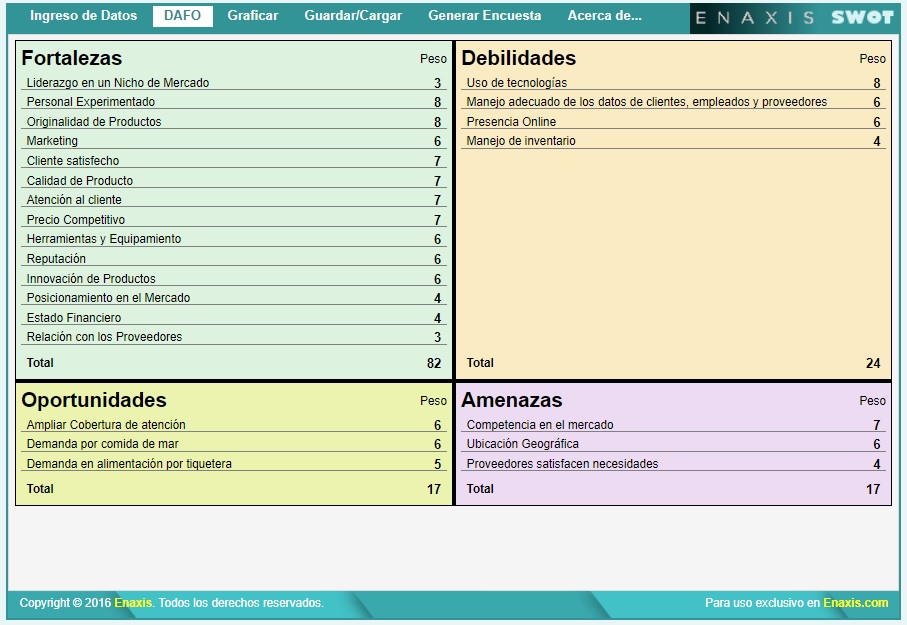 Ingreso de Datos DAFO Graficar Guardar/Cargar Generar Encuesta Acerca de... ENAXIS SWOT
Fortalezas Peso
Liderazgo en un Nicho de Mercado 3
Personal Experimentado 8
Originalidad de Productos 8
Marketing 6
Cliente satisfecho 7
Calidad de Producto 7
Atención al cliente 7
Precio Competitivo 7
Herramientas y Equipamiento 6
Reputación 6
Innovación de Productos 6
Posicionamiento en el Mercado 4
Estado Financiero 4
Relación con los Proveedores 3
Total 82
Debilidades Peso
Uso de tecnologías 8
Manejo adecuado de los datos de clientes, empleados y proveedores 6
Presencia Online 6
Manejo de inventario 4
Total 24
Oportunidades Peso
Ampliar Cobertura de atención 6
Demanda por comida de mar 6
Demanda en alimentación por tiquetera 5
Total 17
Amenazas Peso
Competencia en el mercado 7
Ubicación Geográfica 6
Proveedores satisfacen necesidades 4
Total 17
Copyright © 2016 Enaxis. Todos los derechos reservados. Para uso exclusivo en Enaxis.com